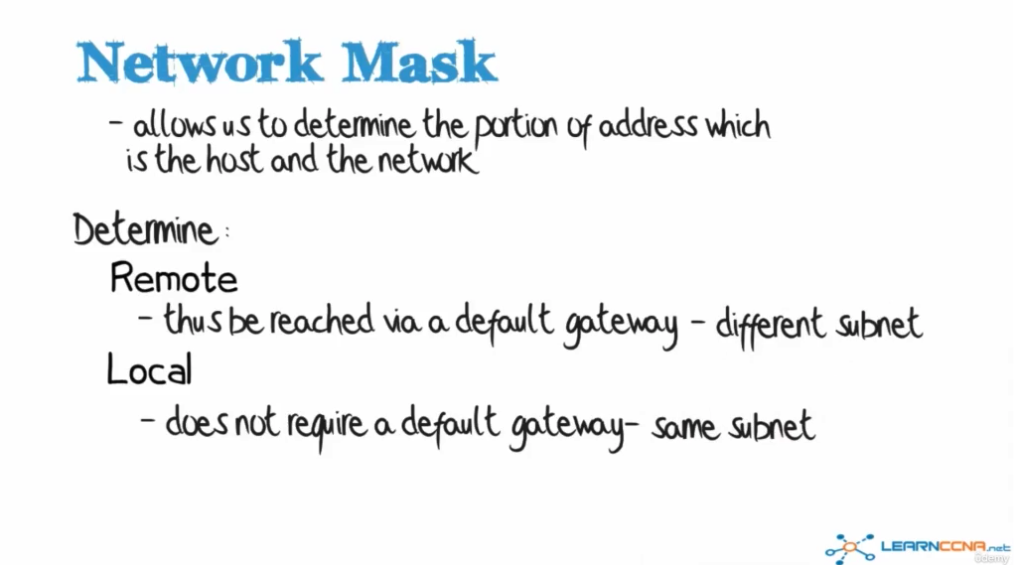 Network Mask
- allows us to determine the portion of address which
is the host and the network
Determine:
Remote
- thus be reached via a default gateway - different subnet
Local
- does not require a default gateway- same subnet
LEARNCCNA.net
ûdemy